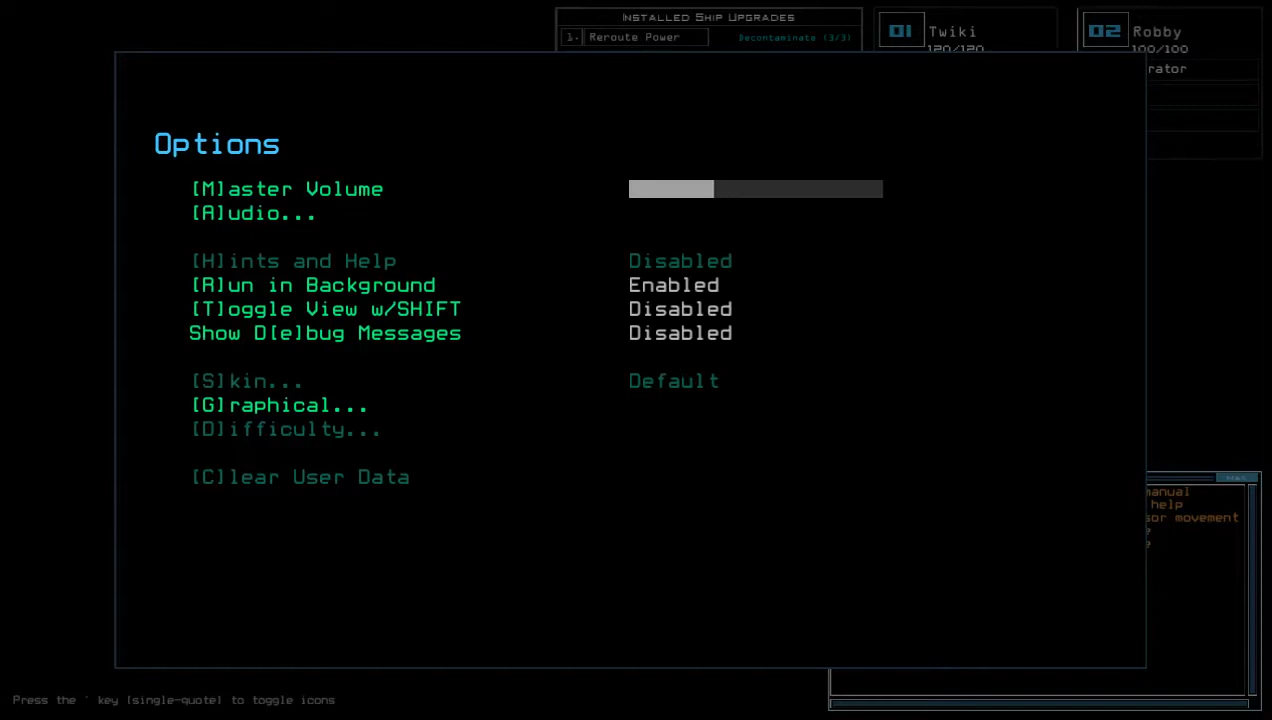 Installed Ship Upgrades
1. Reroute Power Decontaminate (3/3)
01 Twiki
120/120
02 Robby
100/100
rator
Options
[M]aster Volume
[A]udio...
[H]ints and Help Disabled
[R]un in Background Enabled
[T]oggle View w/SHIFT Disabled
Show D[e]bug Messages Disabled
[S]kin... Default
[G]raphical...
[D]ifficulty...
[C]lear User Data
manual
help
sor movement
?
e
Press the ` key [single-quote] to toggle icons